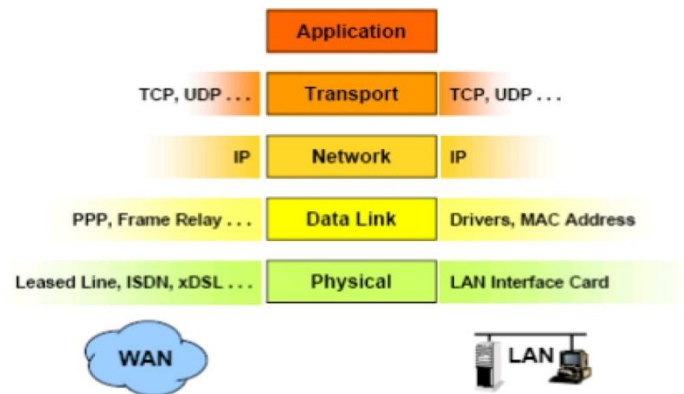 Application
TCP, UDP . . . Transport TCP, UDP . . .
IP Network IP
PPP, Frame Relay . . . Data Link Drivers, MAC Address
Leased Line, ISDN, xDSL . . . Physical LAN Interface Card
WAN LAN